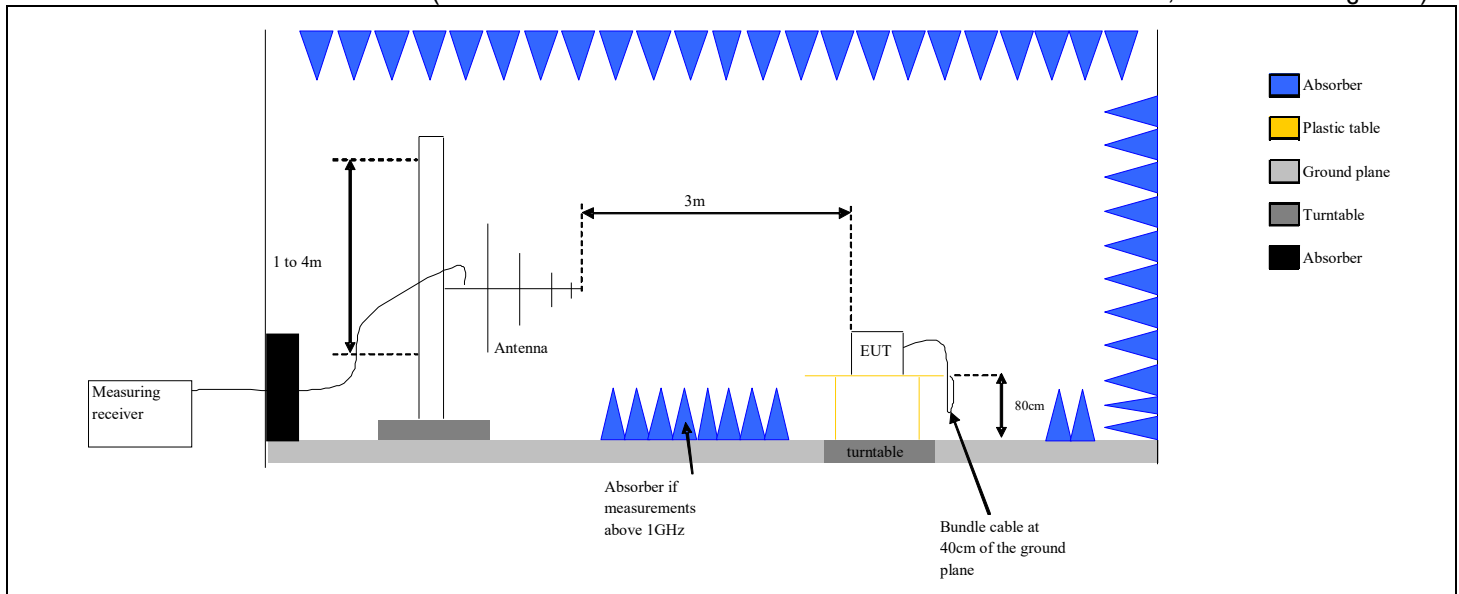 Absorber
Plastic table
Ground plane
Turntable
Absorber
3m
1 to 4m
Antenna
EUT
Measuring
receiver
80cm
turntable
Absorber if
measurements
above 1GHz
Bundle cable at
40cm of the ground
plane